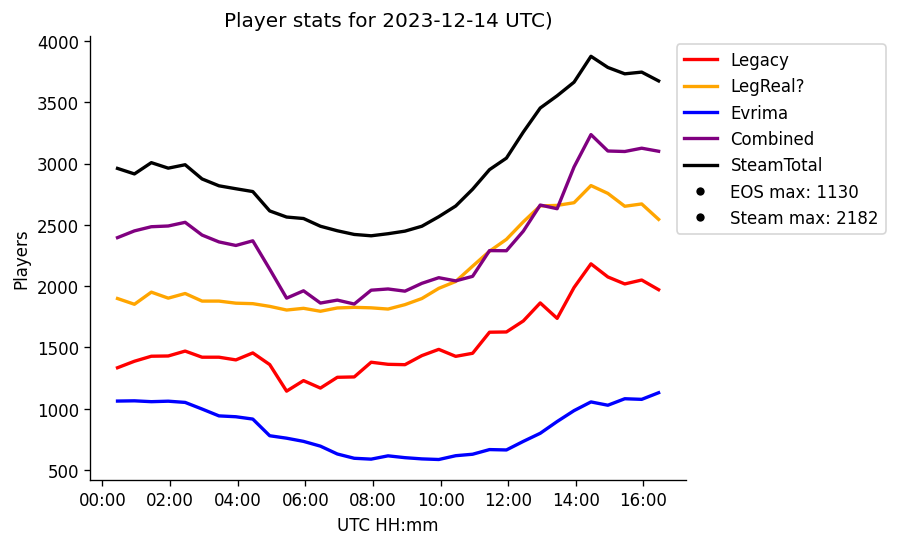 Player stats for 2023-12-14 UTC)
4000
3500
3000
2500
2000
1500
1000
500
Players
00:00 02:00 04:00 06:00 08:00 10:00 12:00 14:00 16:00
UTC HH:mm
Legacy
LegReal?
Evrima
Combined
SteamTotal
EOS max: 1130
Steam max: 2182